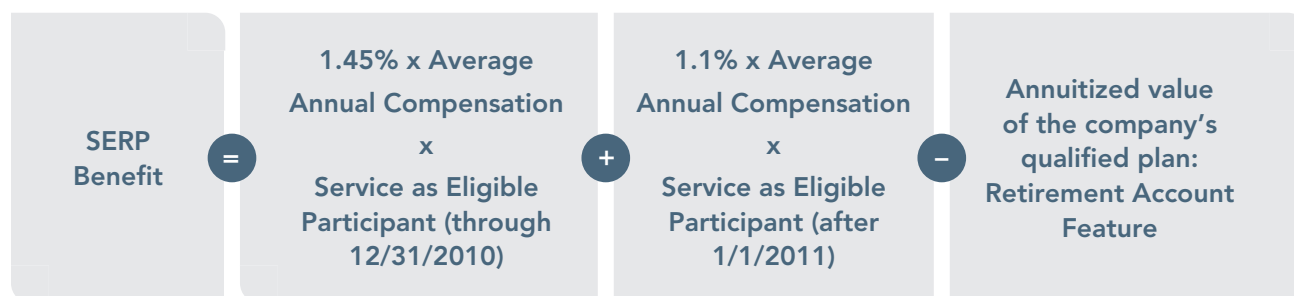 SERP
Benefit
=
1.45% x Average
Annual Compensation
x
Service as Eligible
Participant (through
12/31/2010)
+
1.1% x Average
Annual Compensation
x
Service as Eligible
Participant (after
1/1/2011)
–
Annuitized value
of the company’s
qualified plan:
Retirement Account
Feature